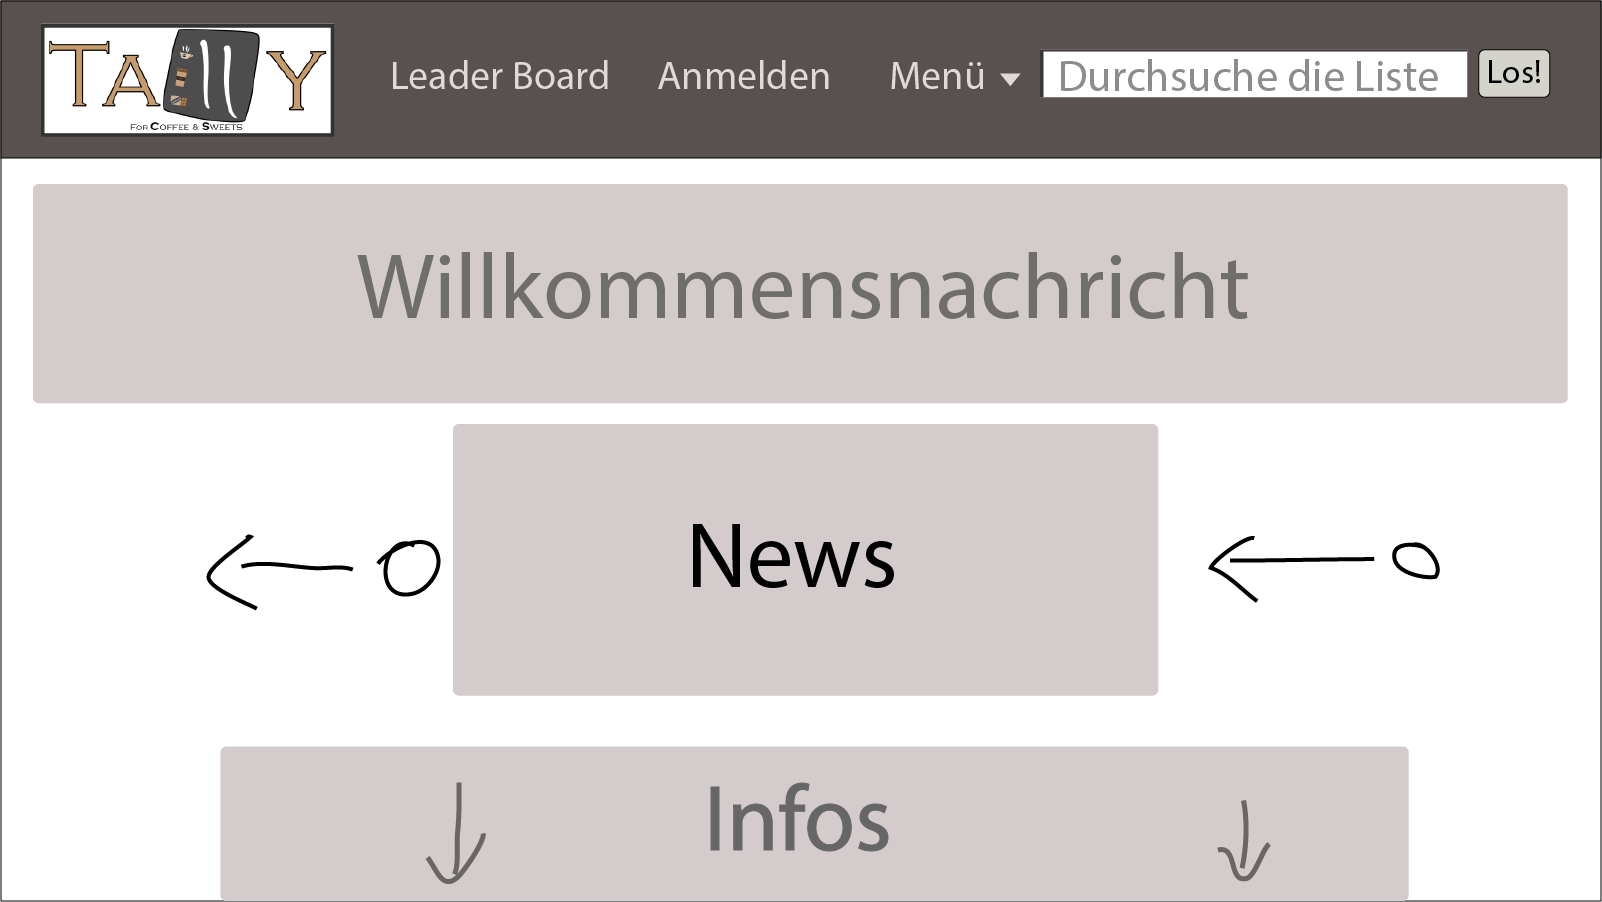 TALLY
FOR COFFEE & SWEETS
Leader Board
Anmelden
Menü
Durchsuche die Liste
Los!
Willkommensnachricht
News
Infos